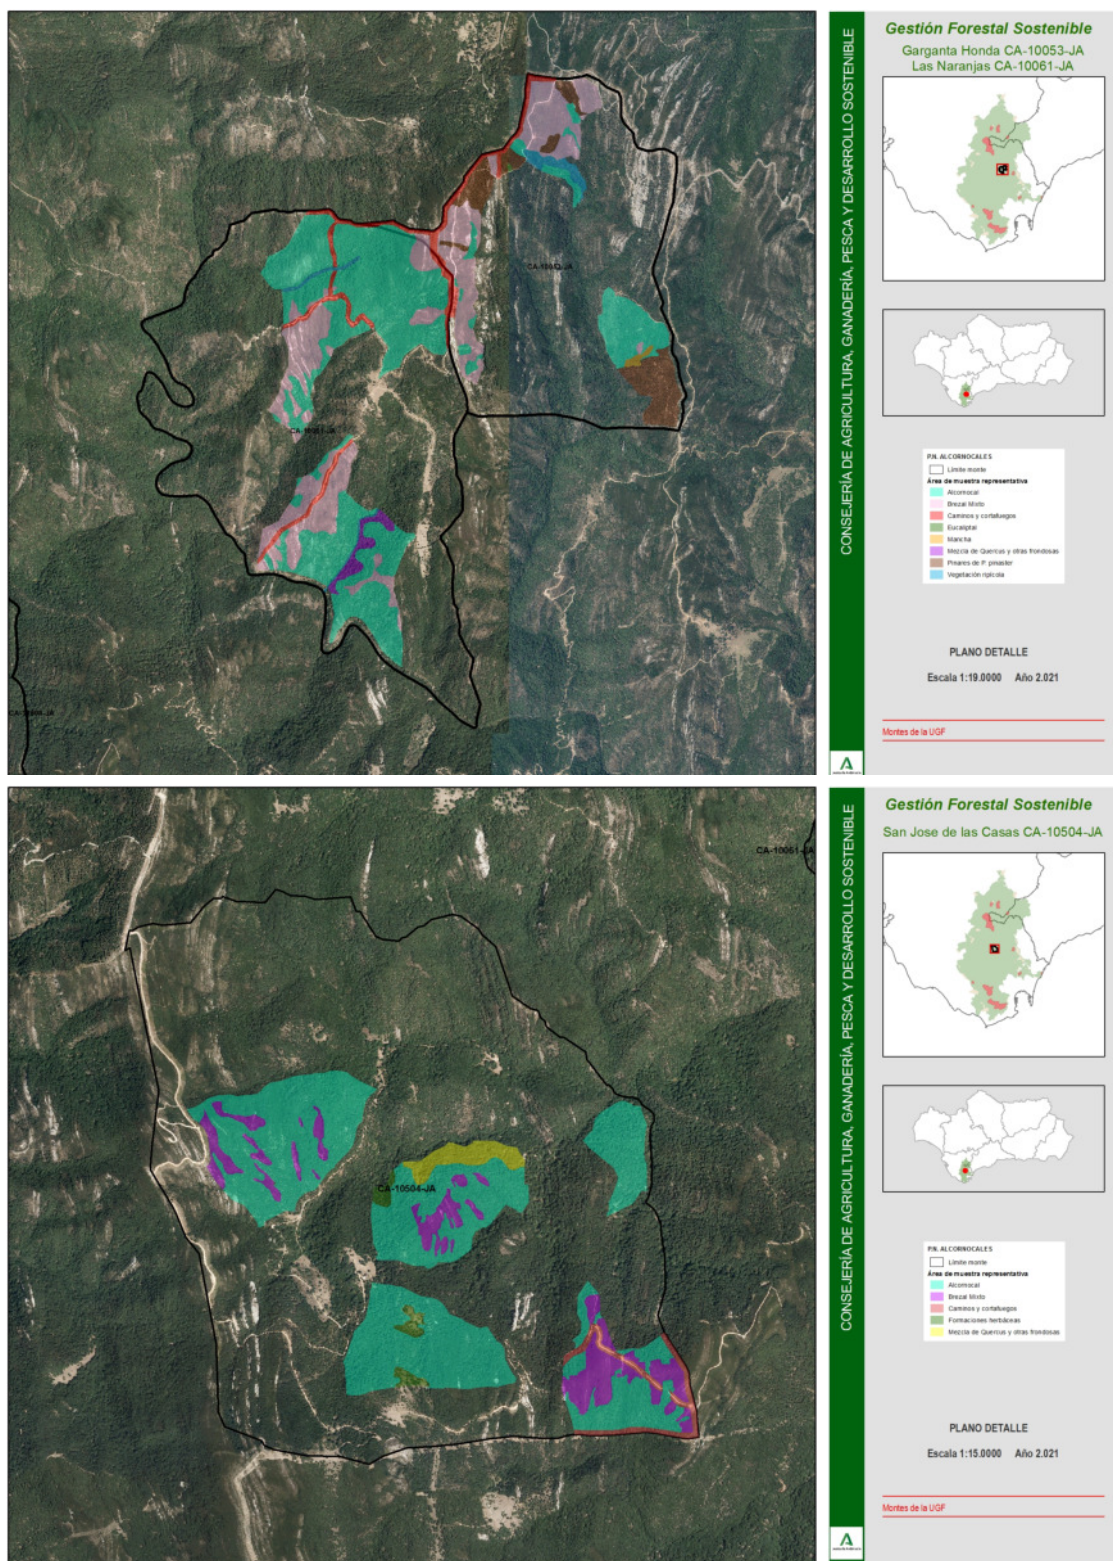 CONSEJERÍA DE AGRICULTURA, GANADERÍA, PESCA Y DESARROLLO SOSTENIBLE
Gestión Forestal Sostenible
Garganta Honda CA-10053-JA
Las Naranjas CA-10061-JA
CA-10061-JA
P.N. ALCORNOCALES
Límite monte
Área de muestra representativa
Alcornocal
Brezal Mixto
Caminos y cortafuegos
Eucaliptal
Mancha
Mezcla de Quercus y otras frondosas
Pinares de P. pinaster
Vegetación ripícola
PLANO DETALLE
Escala 1:19.0000 Año 2.021
Montes de la UGF
CONSEJERÍA DE AGRICULTURA, GANADERÍA, PESCA Y DESARROLLO SOSTENIBLE
Gestión Forestal Sostenible
San Jose de las Casas CA-10504-JA
CA-10061-JA
CA-10504-JA
P.N. ALCORNOCALES
Límite monte
Área de muestra representativa
Alcornocal
Brezal Mixto
Caminos y cortafuegos
Formaciones herbáceas
Mezcla de Quercus y otras frondosas
PLANO DETALLE
Escala 1:15.0000 Año 2.021
Montes de la UGF